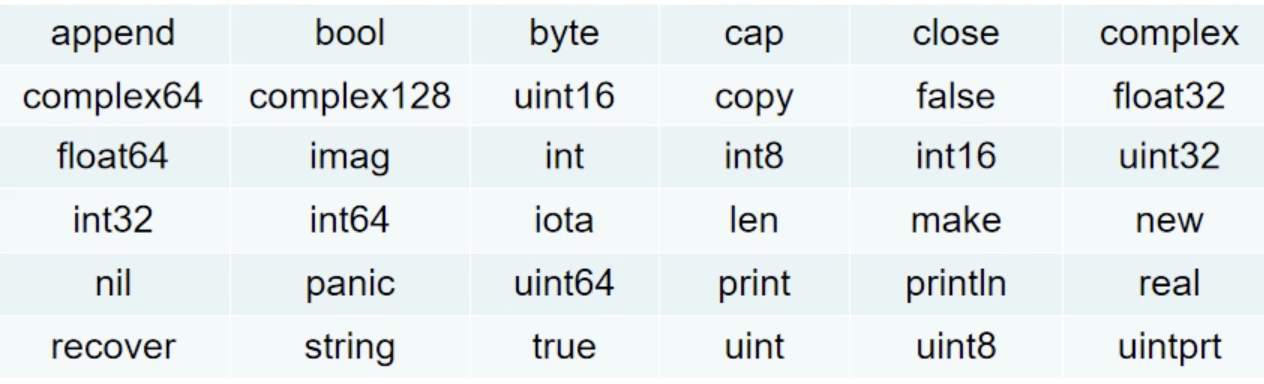 append bool byte cap close complex
complex64 complex128 uint16 copy false float32
float64 imag int int8 int16 uint32
int32 int64 iota len make new
nil panic uint64 print println real
recover string true uint uint8 uintprt